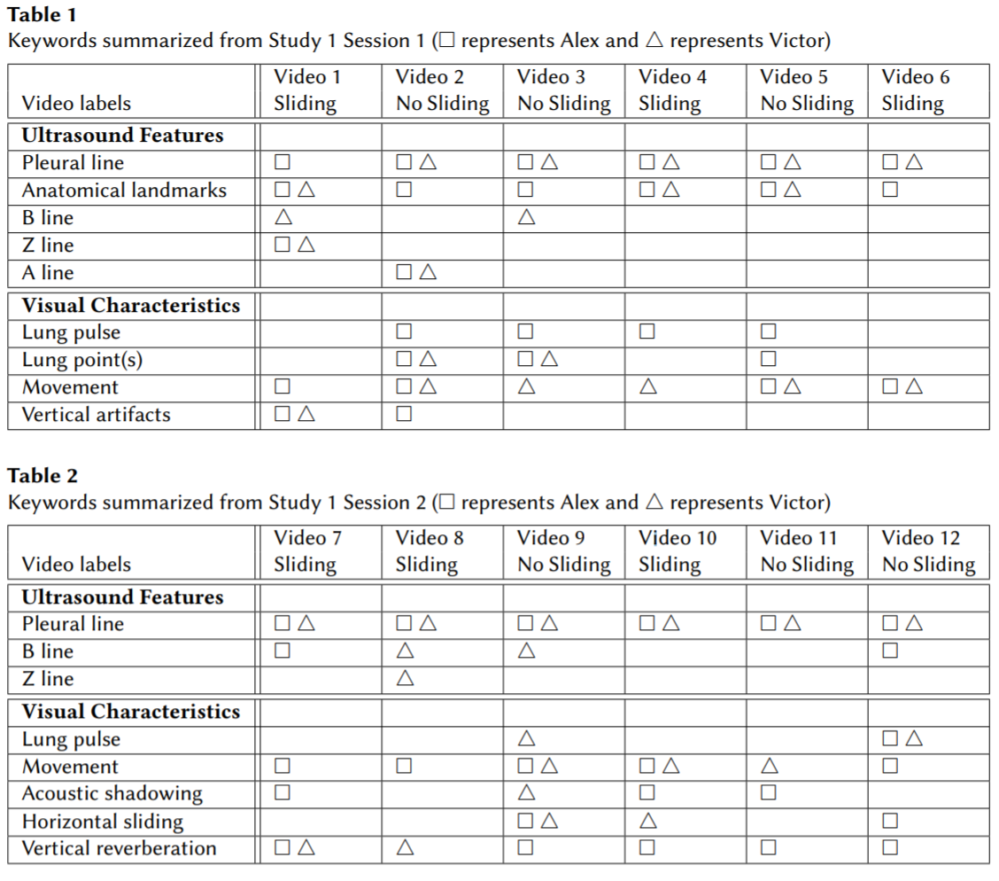 Table 1
Keywords summarized from Study 1 Session 1 (□ represents Alex and △ represents Victor)
Video labels | Video 1 Sliding | Video 2 No Sliding | Video 3 No Sliding | Video 4 Sliding | Video 5 No Sliding | Video 6 Sliding
Ultrasound Features
Pleural line | □ | □ △ | □ △ | □ △ | □ △ | □ △
Anatomical landmarks | □ △ | □ | □ | □ △ | □ △ | □
B line | △ | | △ | | |
Z line | □ △ | | | | |
A line | | □ △ | | | |
Visual Characteristics
Lung pulse | | □ | □ | □ | □ |
Lung point(s) | | □ △ | □ △ | | □ |
Movement | □ | □ △ | △ | △ | □ △ | □ △
Vertical artifacts | □ △ | □ | | | |
Table 2
Keywords summarized from Study 1 Session 2 (□ represents Alex and △ represents Victor)
Video labels | Video 7 Sliding | Video 8 Sliding | Video 9 No Sliding | Video 10 Sliding | Video 11 No Sliding | Video 12 No Sliding
Ultrasound Features
Pleural line | □ △ | □ △ | □ △ | □ △ | □ △ | □ △
B line | □ | △ | △ | | | □
Z line | | △ | | | |
Visual Characteristics
Lung pulse | | | △ | | | □ △
Movement | □ | □ | □ △ | □ △ | △ | □
Acoustic shadowing | □ | | △ | □ | □ |
Horizontal sliding | | | □ △ | △ | | □
Vertical reverberation | □ △ | △ | □ | □ | □ | □